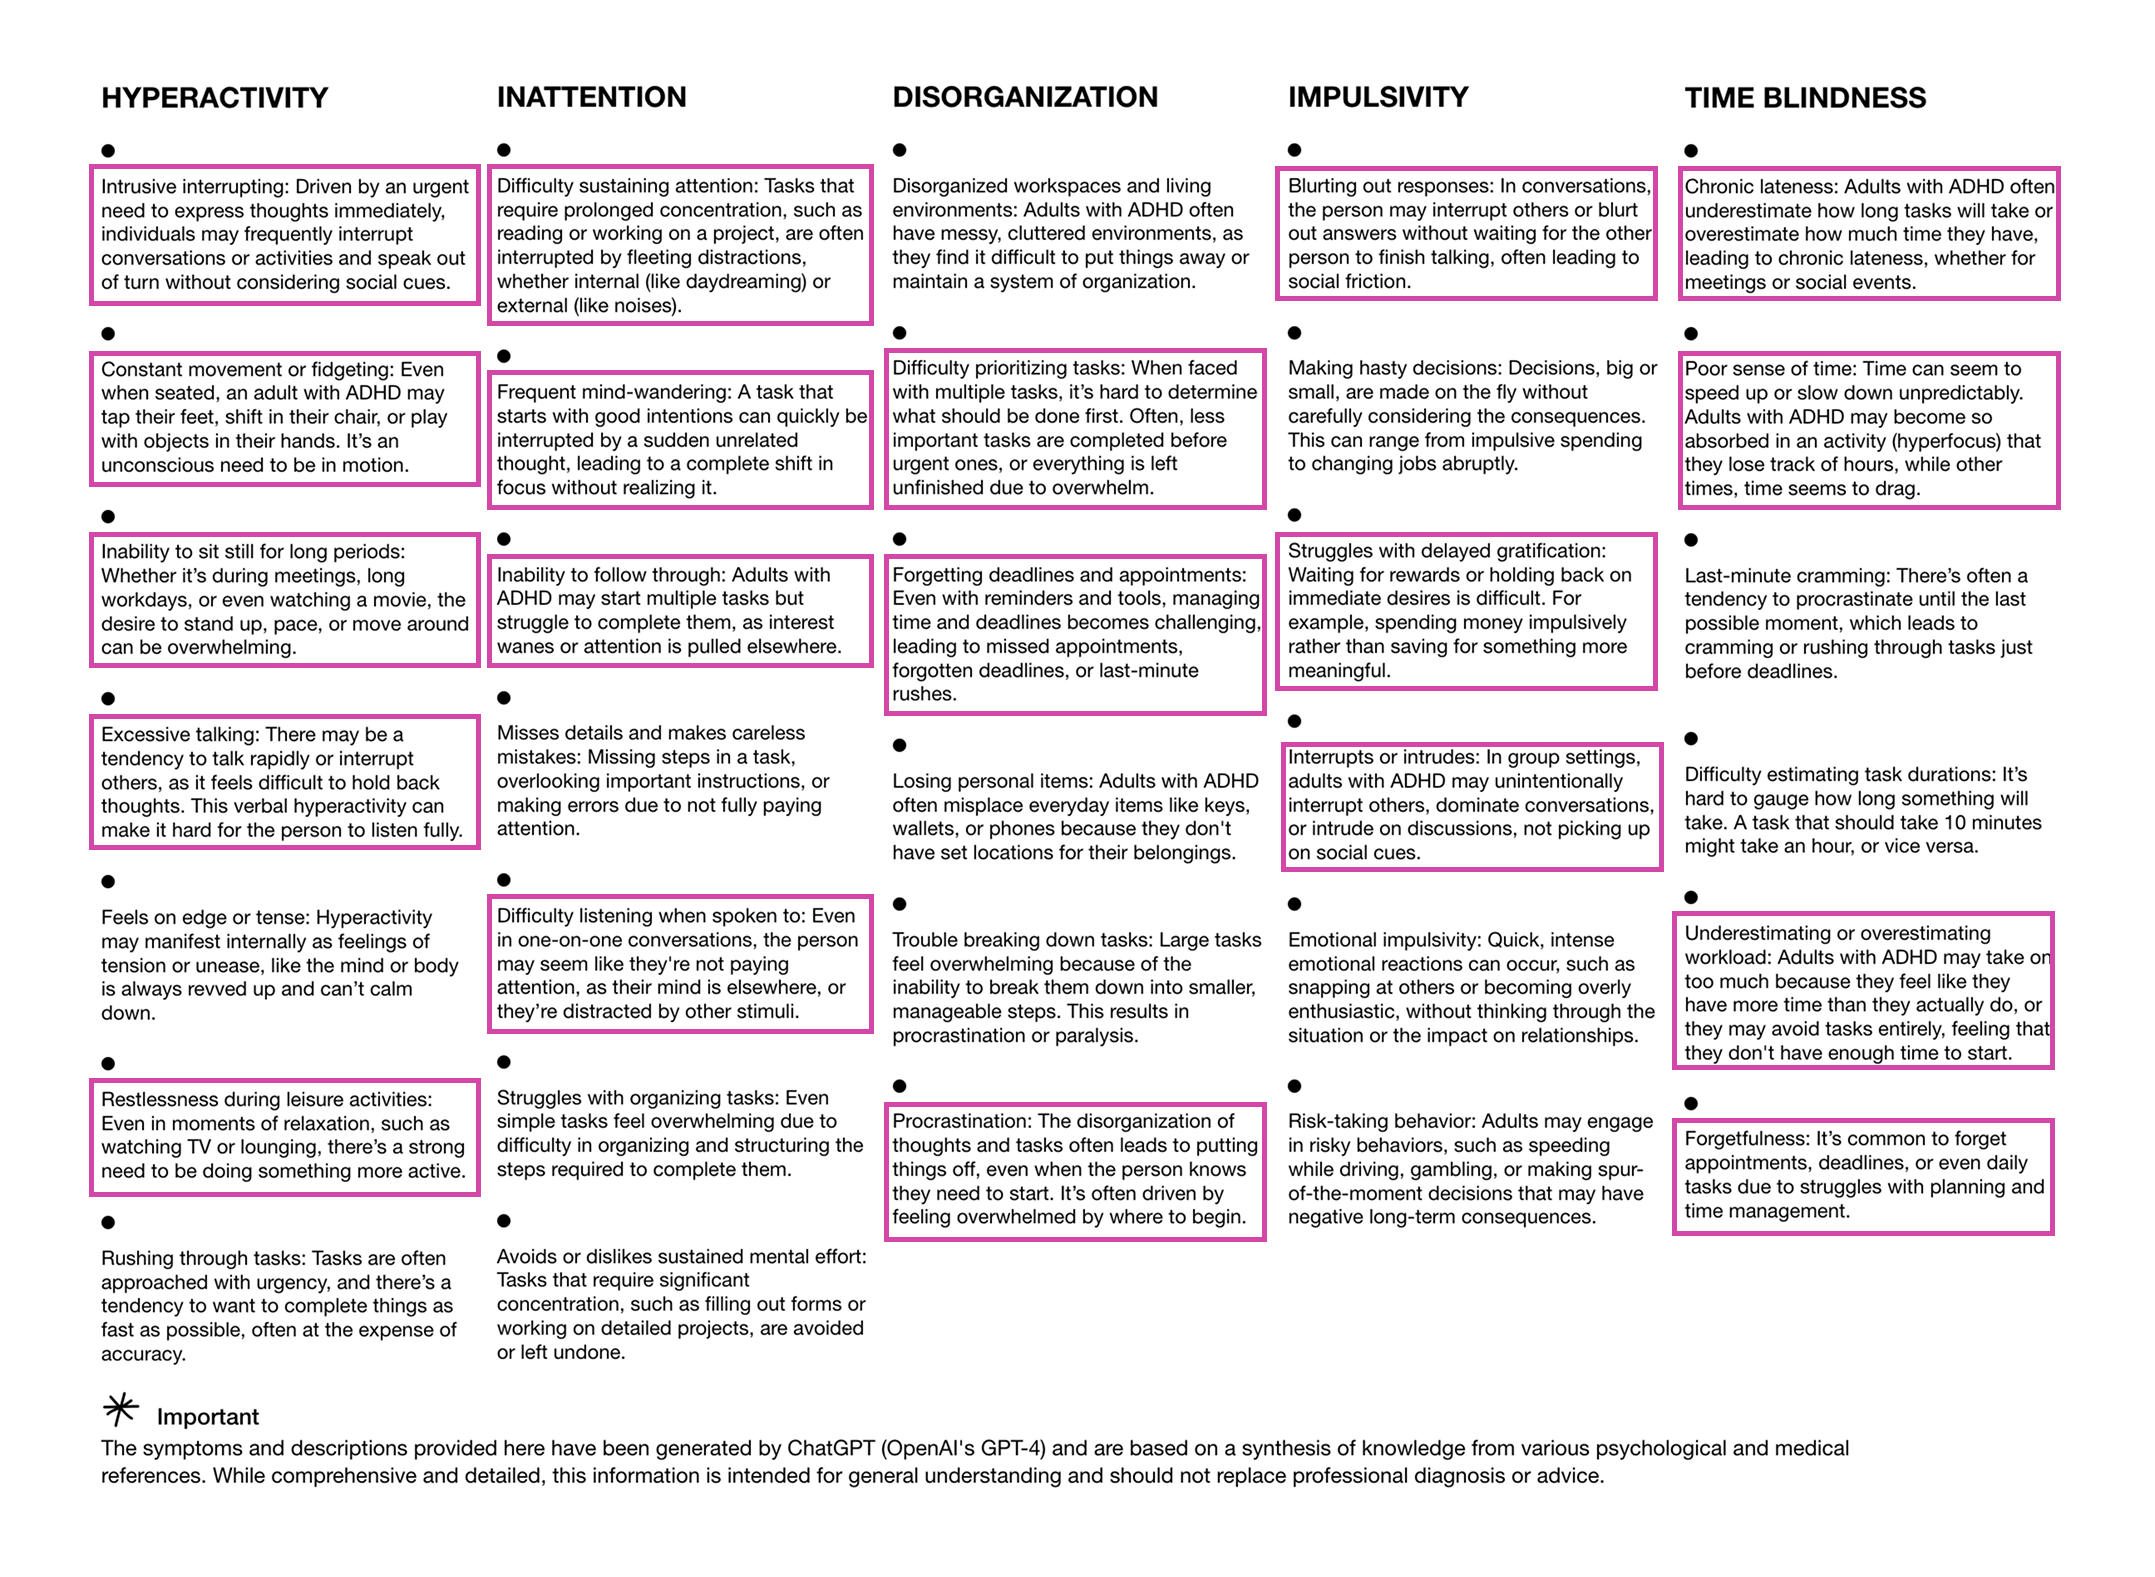 HYPERACTIVITY
●
Intrusive interrupting: Driven by an urgent
need to express thoughts immediately,
individuals may frequently interrupt
conversations or activities and speak out
of turn without considering social cues.
●
Constant movement or fidgeting: Even
when seated, an adult with ADHD may
tap their feet, shift in their chair, or play
with objects in their hands. It’s an
unconscious need to be in motion.
●
Inability to sit still for long periods:
Whether it’s during meetings, long
workdays, or even watching a movie, the
desire to stand up, pace, or move around
can be overwhelming.
●
Excessive talking: There may be a
tendency to talk rapidly or interrupt
others, as it feels difficult to hold back
thoughts. This verbal hyperactivity can
make it hard for the person to listen fully.
●
Feels on edge or tense: Hyperactivity
may manifest internally as feelings of
tension or unease, like the mind or body
is always revved up and can’t calm
down.
●
Restlessness during leisure activities:
Even in moments of relaxation, such as
watching TV or lounging, there’s a strong
need to be doing something more active.
●
Rushing through tasks: Tasks are often
approached with urgency, and there’s a
tendency to want to complete things as
fast as possible, often at the expense of
accuracy.
INATTENTION
●
Difficulty sustaining attention: Tasks that
require prolonged concentration, such as
reading or working on a project, are often
interrupted by fleeting distractions,
whether internal (like daydreaming) or
external (like noises).
●
Frequent mind-wandering: A task that
starts with good intentions can quickly be
interrupted by a sudden unrelated
thought, leading to a complete shift in
focus without realizing it.
●
Inability to follow through: Adults with
ADHD may start multiple tasks but
struggle to complete them, as interest
wanes or attention is pulled elsewhere.
●
Misses details and makes careless
mistakes: Missing steps in a task,
overlooking important instructions, or
making errors due to not fully paying
attention.
●
Difficulty listening when spoken to: Even
in one-on-one conversations, the person
may seem like they're not paying
attention, as their mind is elsewhere, or
they’re distracted by other stimuli.
●
Struggles with organizing tasks: Even
simple tasks feel overwhelming due to
difficulty in organizing and structuring the
steps required to complete them.
●
Avoids or dislikes sustained mental effort:
Tasks that require significant
concentration, such as filling out forms or
working on detailed projects, are avoided
or left undone.
DISORGANIZATION
●
Disorganized workspaces and living
environments: Adults with ADHD often
have messy, cluttered environments, as
they find it difficult to put things away or
maintain a system of organization.
●
Difficulty prioritizing tasks: When faced
with multiple tasks, it’s hard to determine
what should be done first. Often, less
important tasks are completed before
urgent ones, or everything is left
unfinished due to overwhelm.
●
Forgetting deadlines and appointments:
Even with reminders and tools, managing
time and deadlines becomes challenging,
leading to missed appointments,
forgotten deadlines, or last-minute
rushes.
●
Losing personal items: Adults with ADHD
often misplace everyday items like keys,
wallets, or phones because they don't
have set locations for their belongings.
●
Trouble breaking down tasks: Large tasks
feel overwhelming because of the
inability to break them down into smaller,
manageable steps. This results in
procrastination or paralysis.
●
Procrastination: The disorganization of
thoughts and tasks often leads to putting
things off, even when the person knows
they need to start. It’s often driven by
feeling overwhelmed by where to begin.
IMPULSIVITY
●
Blurting out responses: In conversations,
the person may interrupt others or blurt
out answers without waiting for the other
person to finish talking, often leading to
social friction.
●
Making hasty decisions: Decisions, big or
small, are made on the fly without
carefully considering the consequences.
This can range from impulsive spending
to changing jobs abruptly.
●
Struggles with delayed gratification:
Waiting for rewards or holding back on
immediate desires is difficult. For
example, spending money impulsively
rather than saving for something more
meaningful.
●
Interrupts or intrudes: In group settings,
adults with ADHD may unintentionally
interrupt others, dominate conversations,
or intrude on discussions, not picking up
on social cues.
●
Emotional impulsivity: Quick, intense
emotional reactions can occur, such as
snapping at others or becoming overly
enthusiastic, without thinking through the
situation or the impact on relationships.
●
Risk-taking behavior: Adults may engage
in risky behaviors, such as speeding
while driving, gambling, or making spur-
of-the-moment decisions that may have
negative long-term consequences.
TIME BLINDNESS
●
Chronic lateness: Adults with ADHD often
underestimate how long tasks will take or
overestimate how much time they have,
leading to chronic lateness, whether for
meetings or social events.
●
Poor sense of time: Time can seem to
speed up or slow down unpredictably.
Adults with ADHD may become so
absorbed in an activity (hyperfocus) that
they lose track of hours, while other
times, time seems to drag.
●
Last-minute cramming: There’s often a
tendency to procrastinate until the last
possible moment, which leads to
cramming or rushing through tasks just
before deadlines.
●
Difficulty estimating task durations: It’s
hard to gauge how long something will
take. A task that should take 10 minutes
might take an hour, or vice versa.
●
Underestimating or overestimating
workload: Adults with ADHD may take on
too much because they feel like they
have more time than they actually do, or
they may avoid tasks entirely, feeling that
they don't have enough time to start.
●
Forgetfulness: It’s common to forget
appointments, deadlines, or even daily
tasks due to struggles with planning and
time management.
Important
The symptoms and descriptions provided here have been generated by ChatGPT (OpenAI's GPT-4) and are based on a synthesis of knowledge from various psychological and medical
references. While comprehensive and detailed, this information is intended for general understanding and should not replace professional diagnosis or advice.